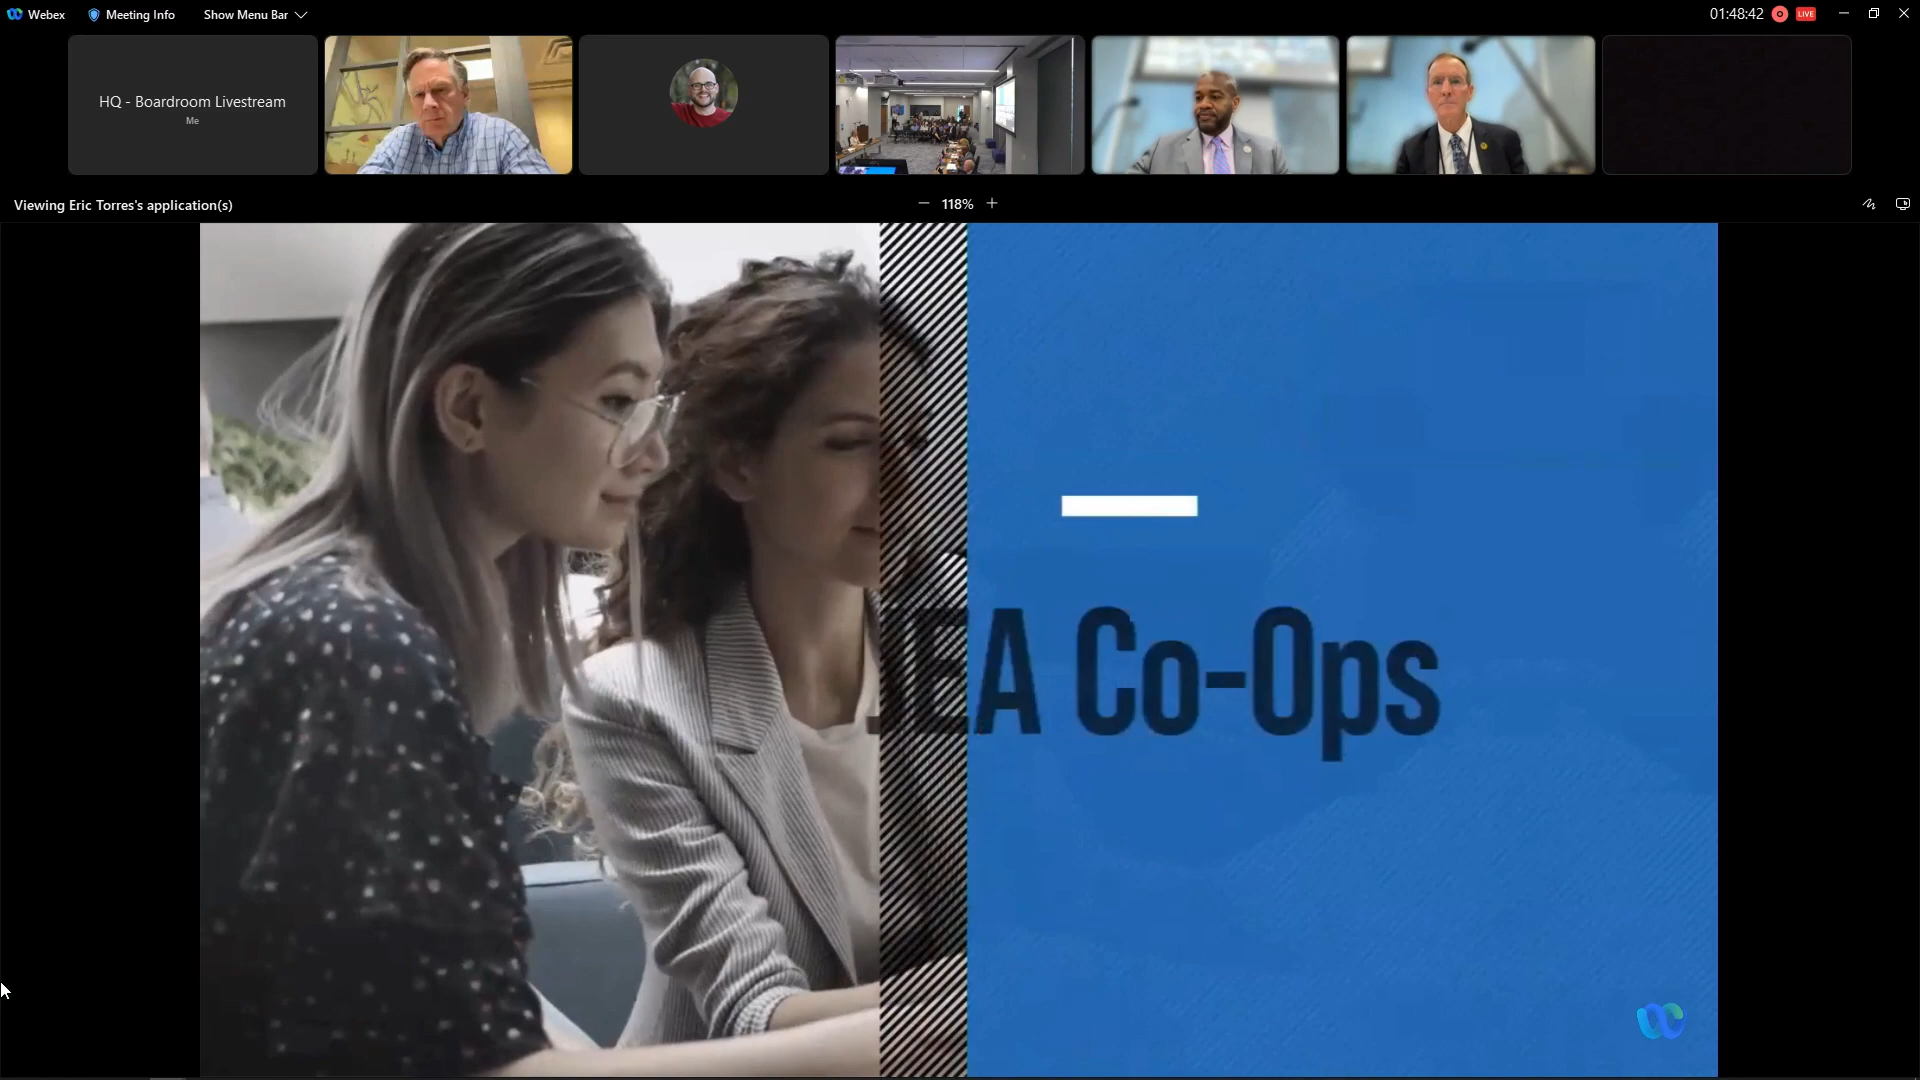 Webex
Meeting Info
Show Menu Bar
01:48:42
LIVE
HQ - Boardroom Livestream
Me
Viewing Eric Torres's application(s)
118%
JEA Co-Ops